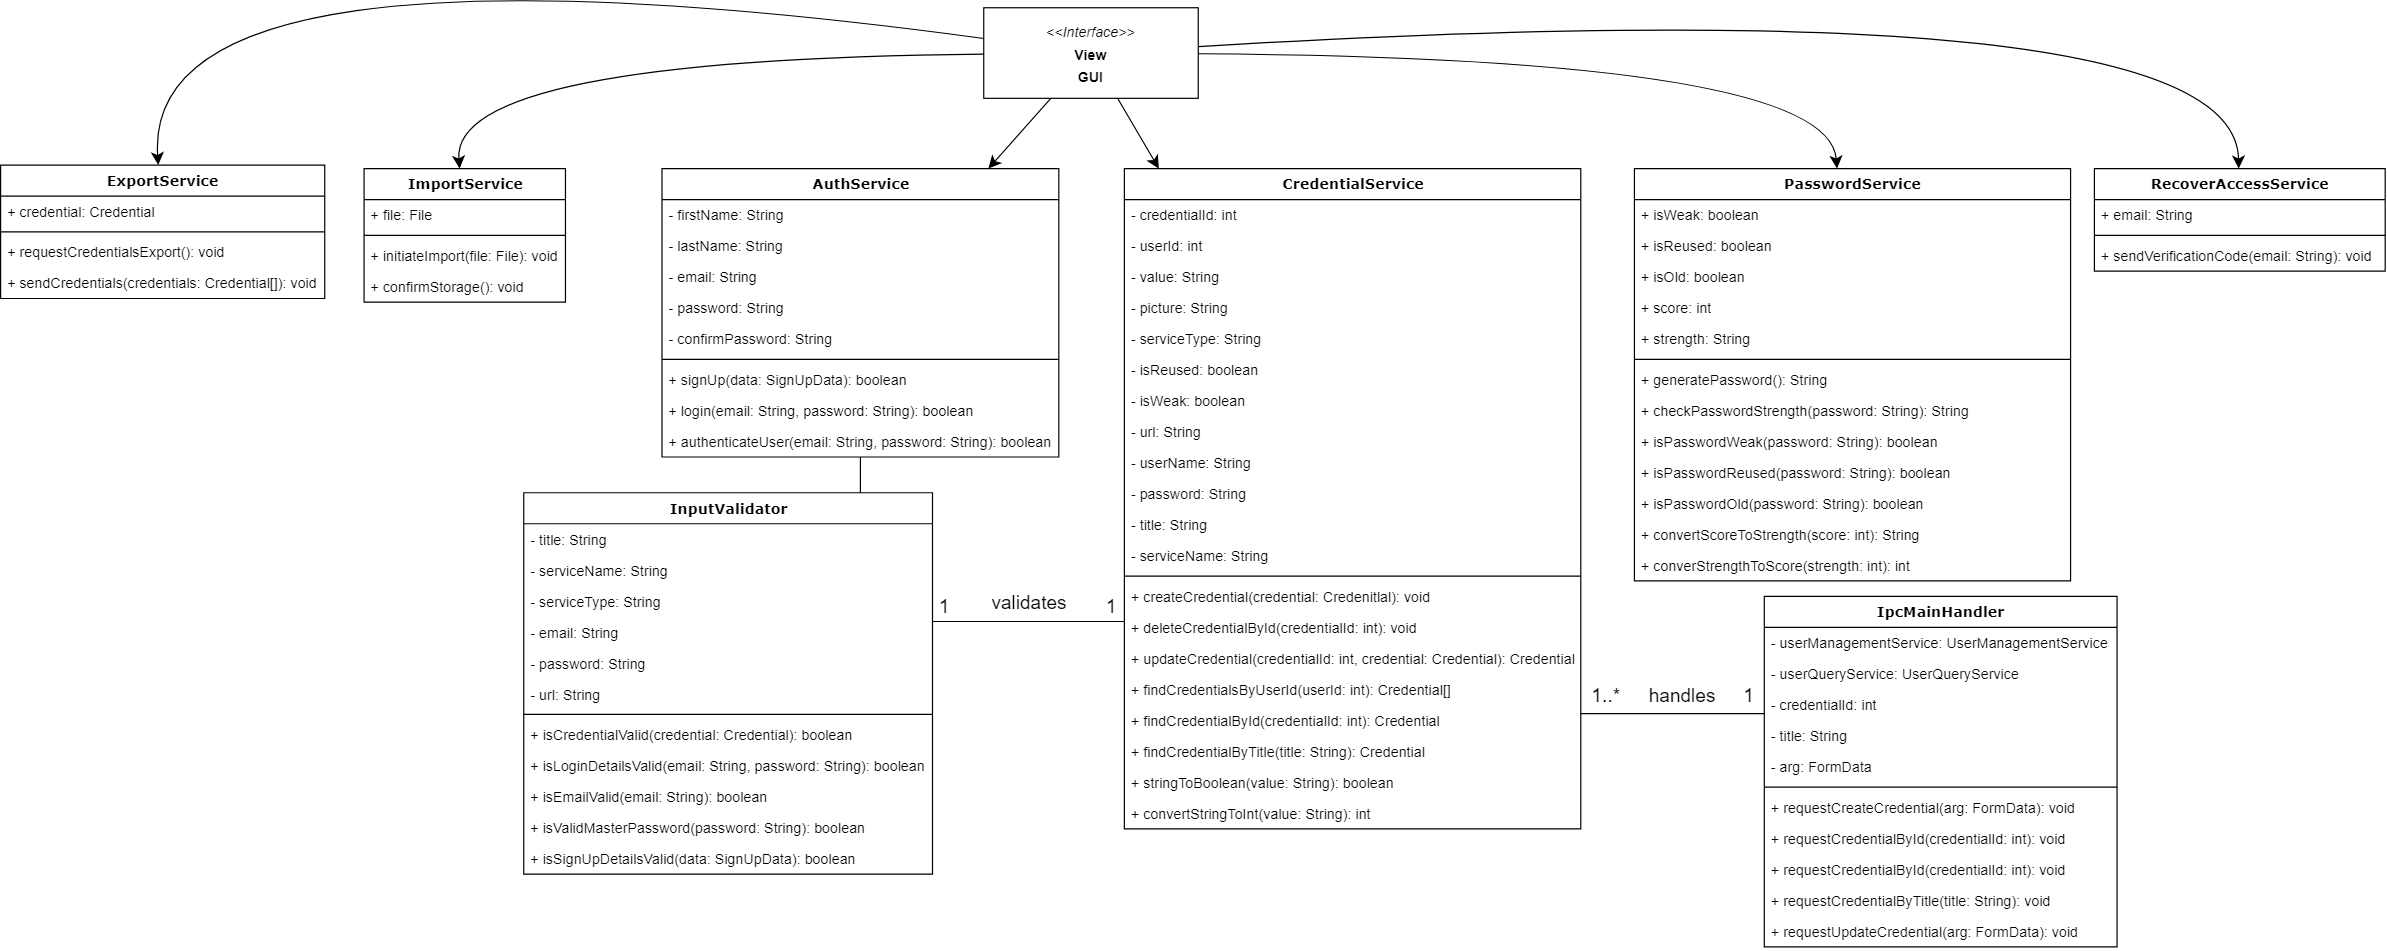 <<Interface>>
View
GUI
ExportService
+ credential: Credential
+ requestCredentialsExport(): void
+ sendCredentials(credentials: Credential[]): void
ImportService
+ file: File
+ initiateImport(file: File): void
+ confirmStorage(): void
AuthService
- firstName: String
- lastName: String
- email: String
- password: String
- confirmPassword: String
+ signUp(data: SignUpData): boolean
+ login(email: String, password: String): boolean
+ authenticateUser(email: String, password: String): boolean
CredentialService
- credentialId: int
- userId: int
- value: String
- picture: String
- serviceType: String
- isReused: boolean
- isWeak: boolean
- url: String
- userName: String
- password: String
- title: String
- serviceName: String
+ createCredential(credential: CredenitIal): void
+ deleteCredentialById(credentialId: int): void
+ updateCredential(credentialId: int, credential: Credential): Credential
+ findCredentialsByUserId(userId: int): Credential[]
+ findCredentialById(credentialId: int): Credential
+ findCredentialByTitle(title: String): Credential
+ stringToBoolean(value: String): boolean
+ convertStringToInt(value: String): int
PasswordService
+ isWeak: boolean
+ isReused: boolean
+ isOld: boolean
+ score: int
+ strength: String
+ generatePassword(): String
+ checkPasswordStrength(password: String): String
+ isPasswordWeak(password: String): boolean
+ isPasswordReused(password: String): boolean
+ isPasswordOld(password: String): boolean
+ convertScoreToStrength(score: int): String
+ converStrengthToScore(strength: int): int
RecoverAccessService
+ email: String
+ sendVerificationCode(email: String): void
InputValidator
- title: String
- serviceName: String
- serviceType: String
- email: String
- password: String
- url: String
+ isCredentialValid(credential: Credential): boolean
+ isLoginDetailsValid(email: String, password: String): boolean
+ isEmailValid(email: String): boolean
+ isValidMasterPassword(password: String): boolean
+ isSignUpDetailsValid(data: SignUpData): boolean
1 validates 1
1..* handles 1
IpcMainHandler
- userManagementService: UserManagementService
- userQueryService: UserQueryService
- credentialId: int
- title: String
- arg: FormData
+ requestCreateCredential(arg: FormData): void
+ requestCredentialById(credentialId: int): void
+ requestCredentialById(credentialId: int): void
+ requestCredentialByTitle(title: String): void
+ requestUpdateCredential(arg: FormData): void